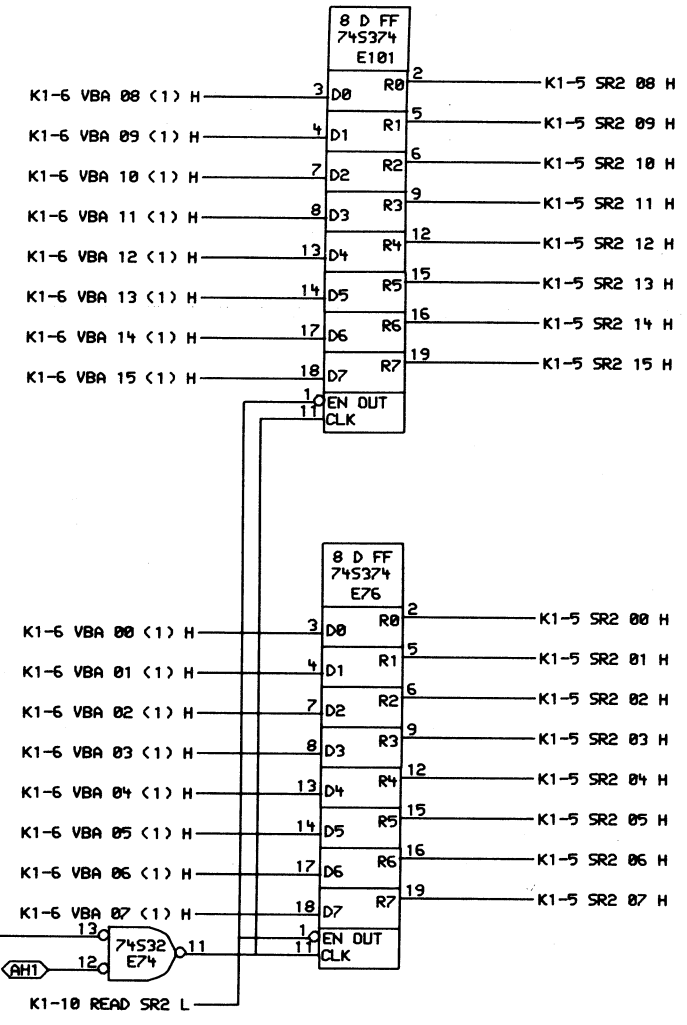 8 D FF
74S374
E101
K1-6 VBA 08 (1) H 3 D0 R0 2 K1-5 SR2 08 H
K1-6 VBA 09 (1) H 4 D1 R1 5 K1-5 SR2 09 H
K1-6 VBA 10 (1) H 7 D2 R2 6 K1-5 SR2 10 H
K1-6 VBA 11 (1) H 8 D3 R3 9 K1-5 SR2 11 H
K1-6 VBA 12 (1) H 13 D4 R4 12 K1-5 SR2 12 H
K1-6 VBA 13 (1) H 14 D5 R5 15 K1-5 SR2 13 H
K1-6 VBA 14 (1) H 17 D6 R6 16 K1-5 SR2 14 H
K1-6 VBA 15 (1) H 18 D7 R7 19 K1-5 SR2 15 H
1 EN OUT
11 CLK
8 D FF
74S374
E76
K1-6 VBA 00 (1) H 3 D0 R0 2 K1-5 SR2 00 H
K1-6 VBA 01 (1) H 4 D1 R1 5 K1-5 SR2 01 H
K1-6 VBA 02 (1) H 7 D2 R2 6 K1-5 SR2 02 H
K1-6 VBA 03 (1) H 8 D3 R3 9 K1-5 SR2 03 H
K1-6 VBA 04 (1) H 13 D4 R4 12 K1-5 SR2 04 H
K1-6 VBA 05 (1) H 14 D5 R5 15 K1-5 SR2 05 H
K1-6 VBA 06 (1) H 17 D6 R6 16 K1-5 SR2 06 H
K1-6 VBA 07 (1) H 18 D7 R7 19 K1-5 SR2 07 H
13 74S32 1 EN OUT
AH1 12 E74 11 11 CLK
K1-10 READ SR2 L